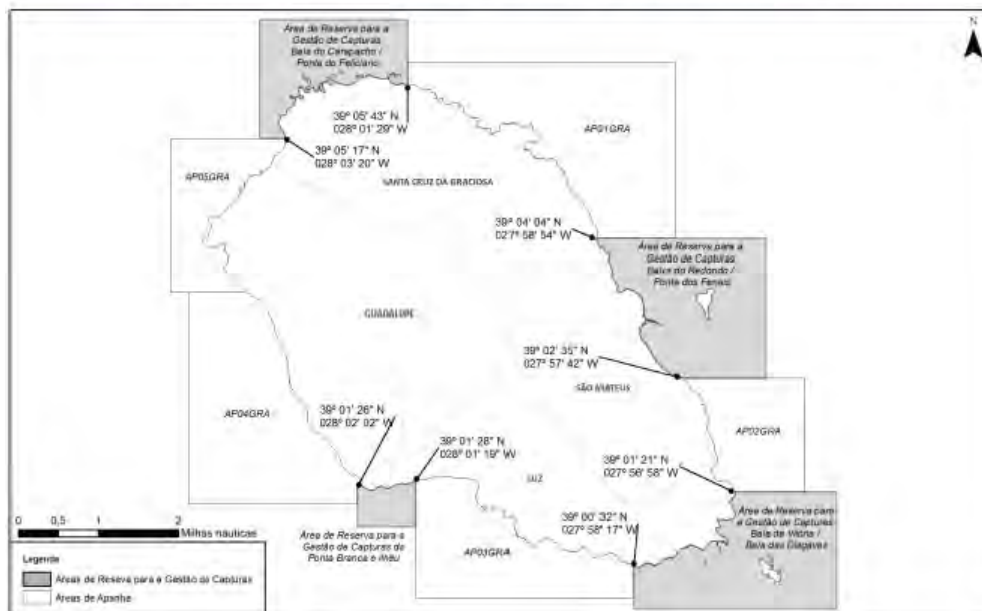 N
Área de Reserva para a
Gestão de Capturas
Baía do Carapacho /
Ponta do Feliciano
39º 05' 43" N
028º 01' 29" W
AP01GRA
39º 05' 17" N
028º 03' 20" W
AP05GRA
SANTA CRUZ DA GRACIOSA
39º 04' 04" N
027º 58' 54" W
Área de Reserva para a
Gestão de Capturas
Baixa do Redondo /
Ponta dos Fenais
GUADALUPE
39º 02' 35" N
027º 57' 42" W
SÃO MATEUS
AP04GRA
39º 01' 26" N
028º 02' 02" W
39º 01' 28" N
028º 01' 19" W
AP02GRA
39º 01' 21" N
027º 56' 58" W
LUZ
39º 00' 32" N
027º 58' 17" W
Área de Reserva para
a Gestão de Capturas
Baía da
Baía das
0 0,5 1 2
Milhas náuticas
Área de Reserva para a
Gestão de Capturas da
Ponta Branca e Ilhéu
AP03GRA
Legenda
Áreas de Reserva para a Gestão de Capturas
Áreas de Apanha